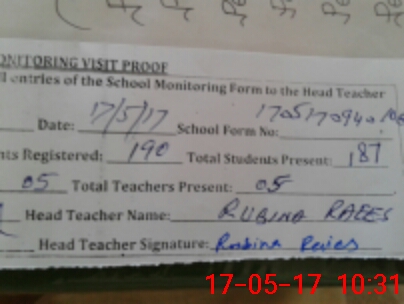 ONITORING VISIT PROOF
ll entries of the School Monitoring Form to the Head Teacher
Date: 17/5/17 School Form No:
nts Registered: 190 Total Students Present: 187
05 Total Teachers Present: 05
Head Teacher Name: RUBINA RAEES
Head Teacher Signature: Rubina
17-05-17 10:31